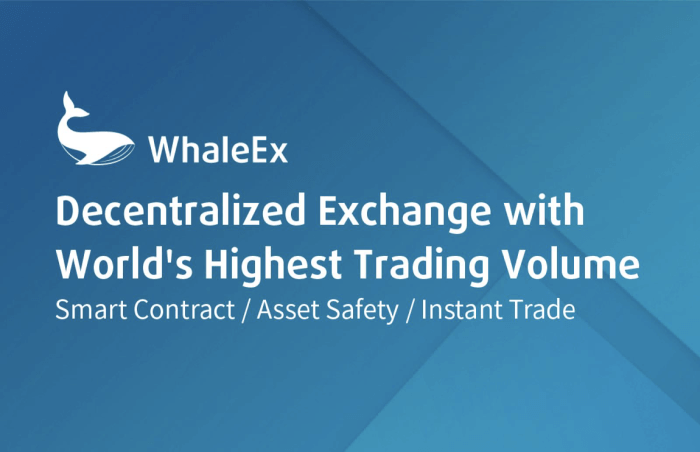 WhaleEx
Decentralized Exchange with
World's Highest Trading Volume
Smart Contract / Asset Safety / Instant Trade